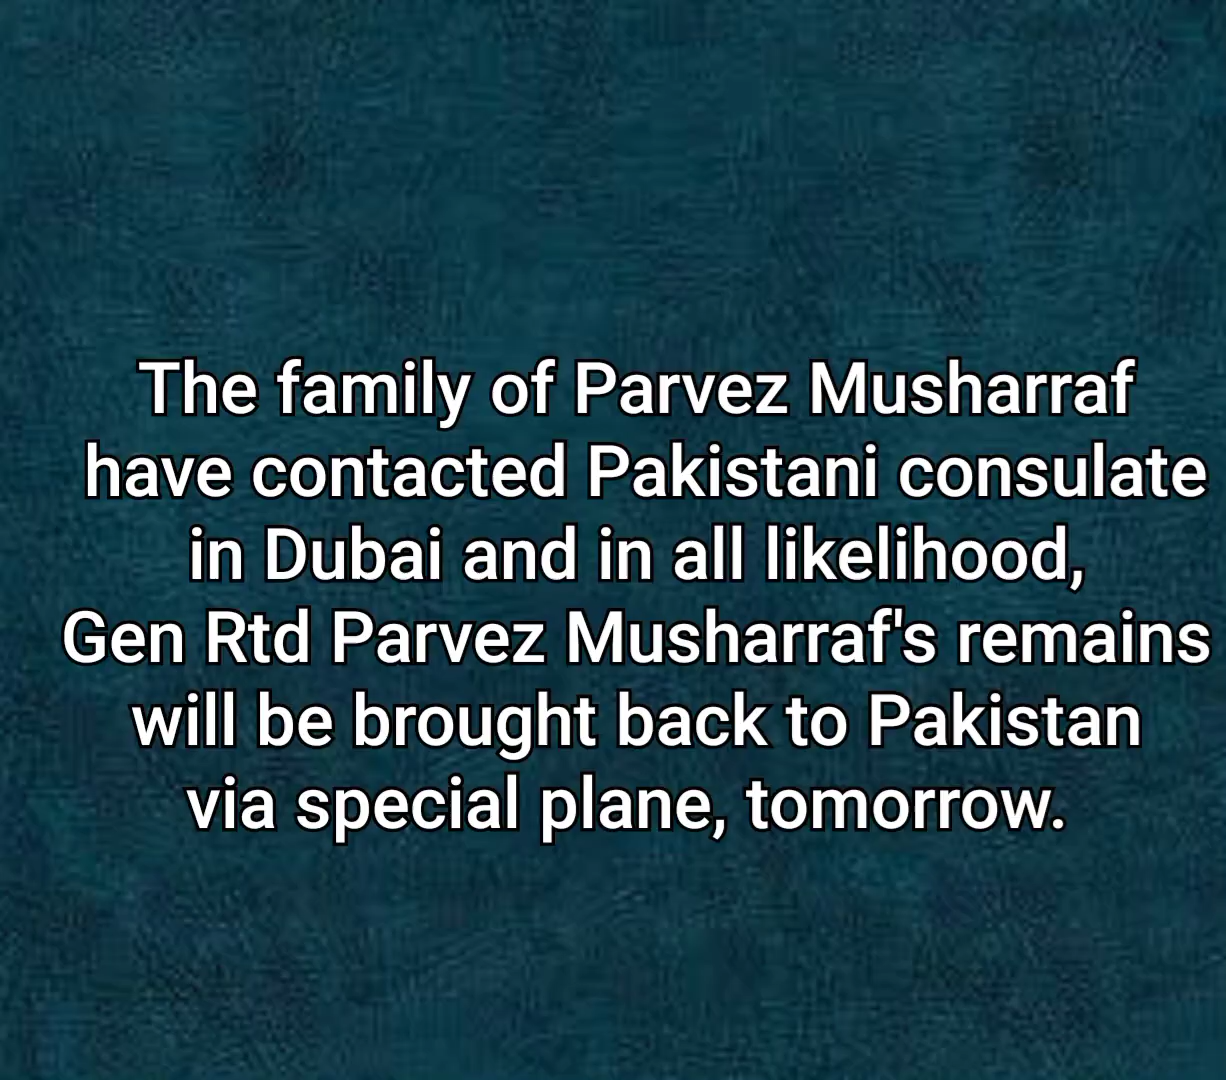 The family of Parvez Musharraf
have contacted Pakistani consulate
in Dubai and in all likelihood,
Gen Rtd Parvez Musharraf's remains
will be brought back to Pakistan
via special plane, tomorrow.